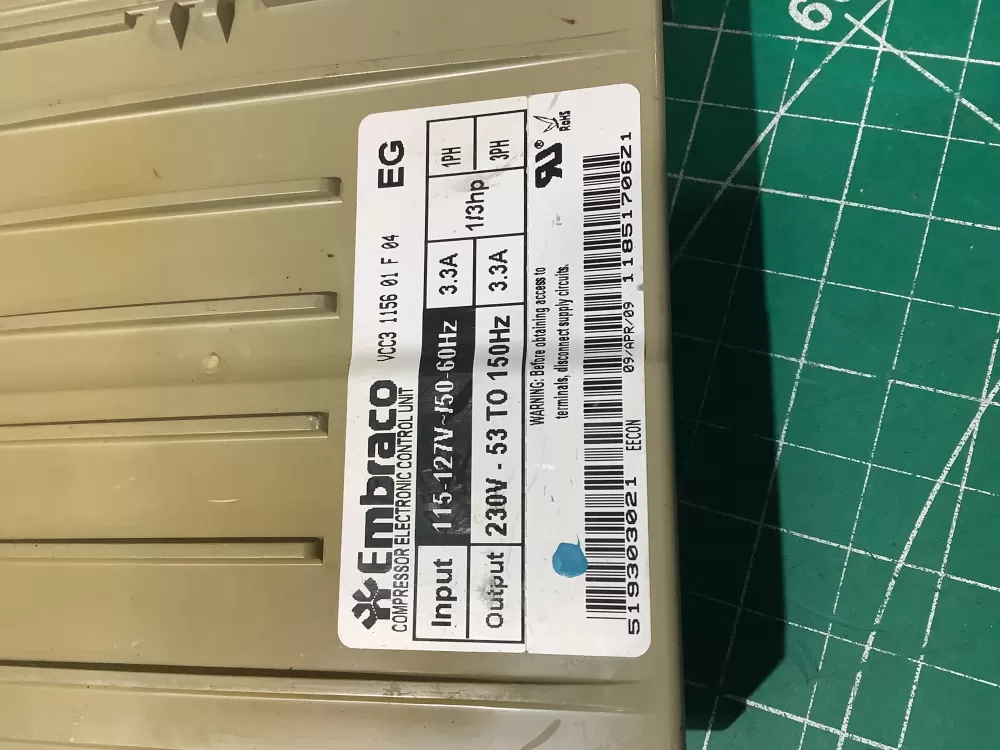 Embraco VCC3 1156 01 F 04 EG
COMPRESSOR ELECTRONIC CONTROL UNIT
Input 115-127V~/50-60Hz 3.3A 1/3hp 1PH
Output 230V - 53 TO 150Hz 3.3A 3PH
WARNING: Before obtaining access to
terminals, disconnect supply circuits.
RU® RoHS
519303021 EECON 09/APR/09 1185170621